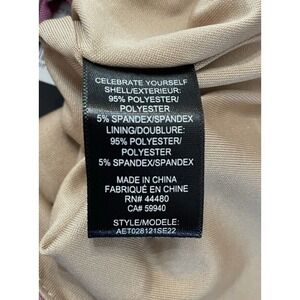 CELEBRATE YOURSELF
SHELL/EXTERIEUR:
95% POLYESTER/
POLYESTER
5% SPANDEX/SPANDEX
LINING/DOUBLURE:
95% POLYESTER/
POLYESTER
5% SPANDEX/SPANDEX
MADE IN CHINA
FABRIQUÉ EN CHINE
RN# 44480
CA# 59940
STYLE/MODELE:
AET028121SE22